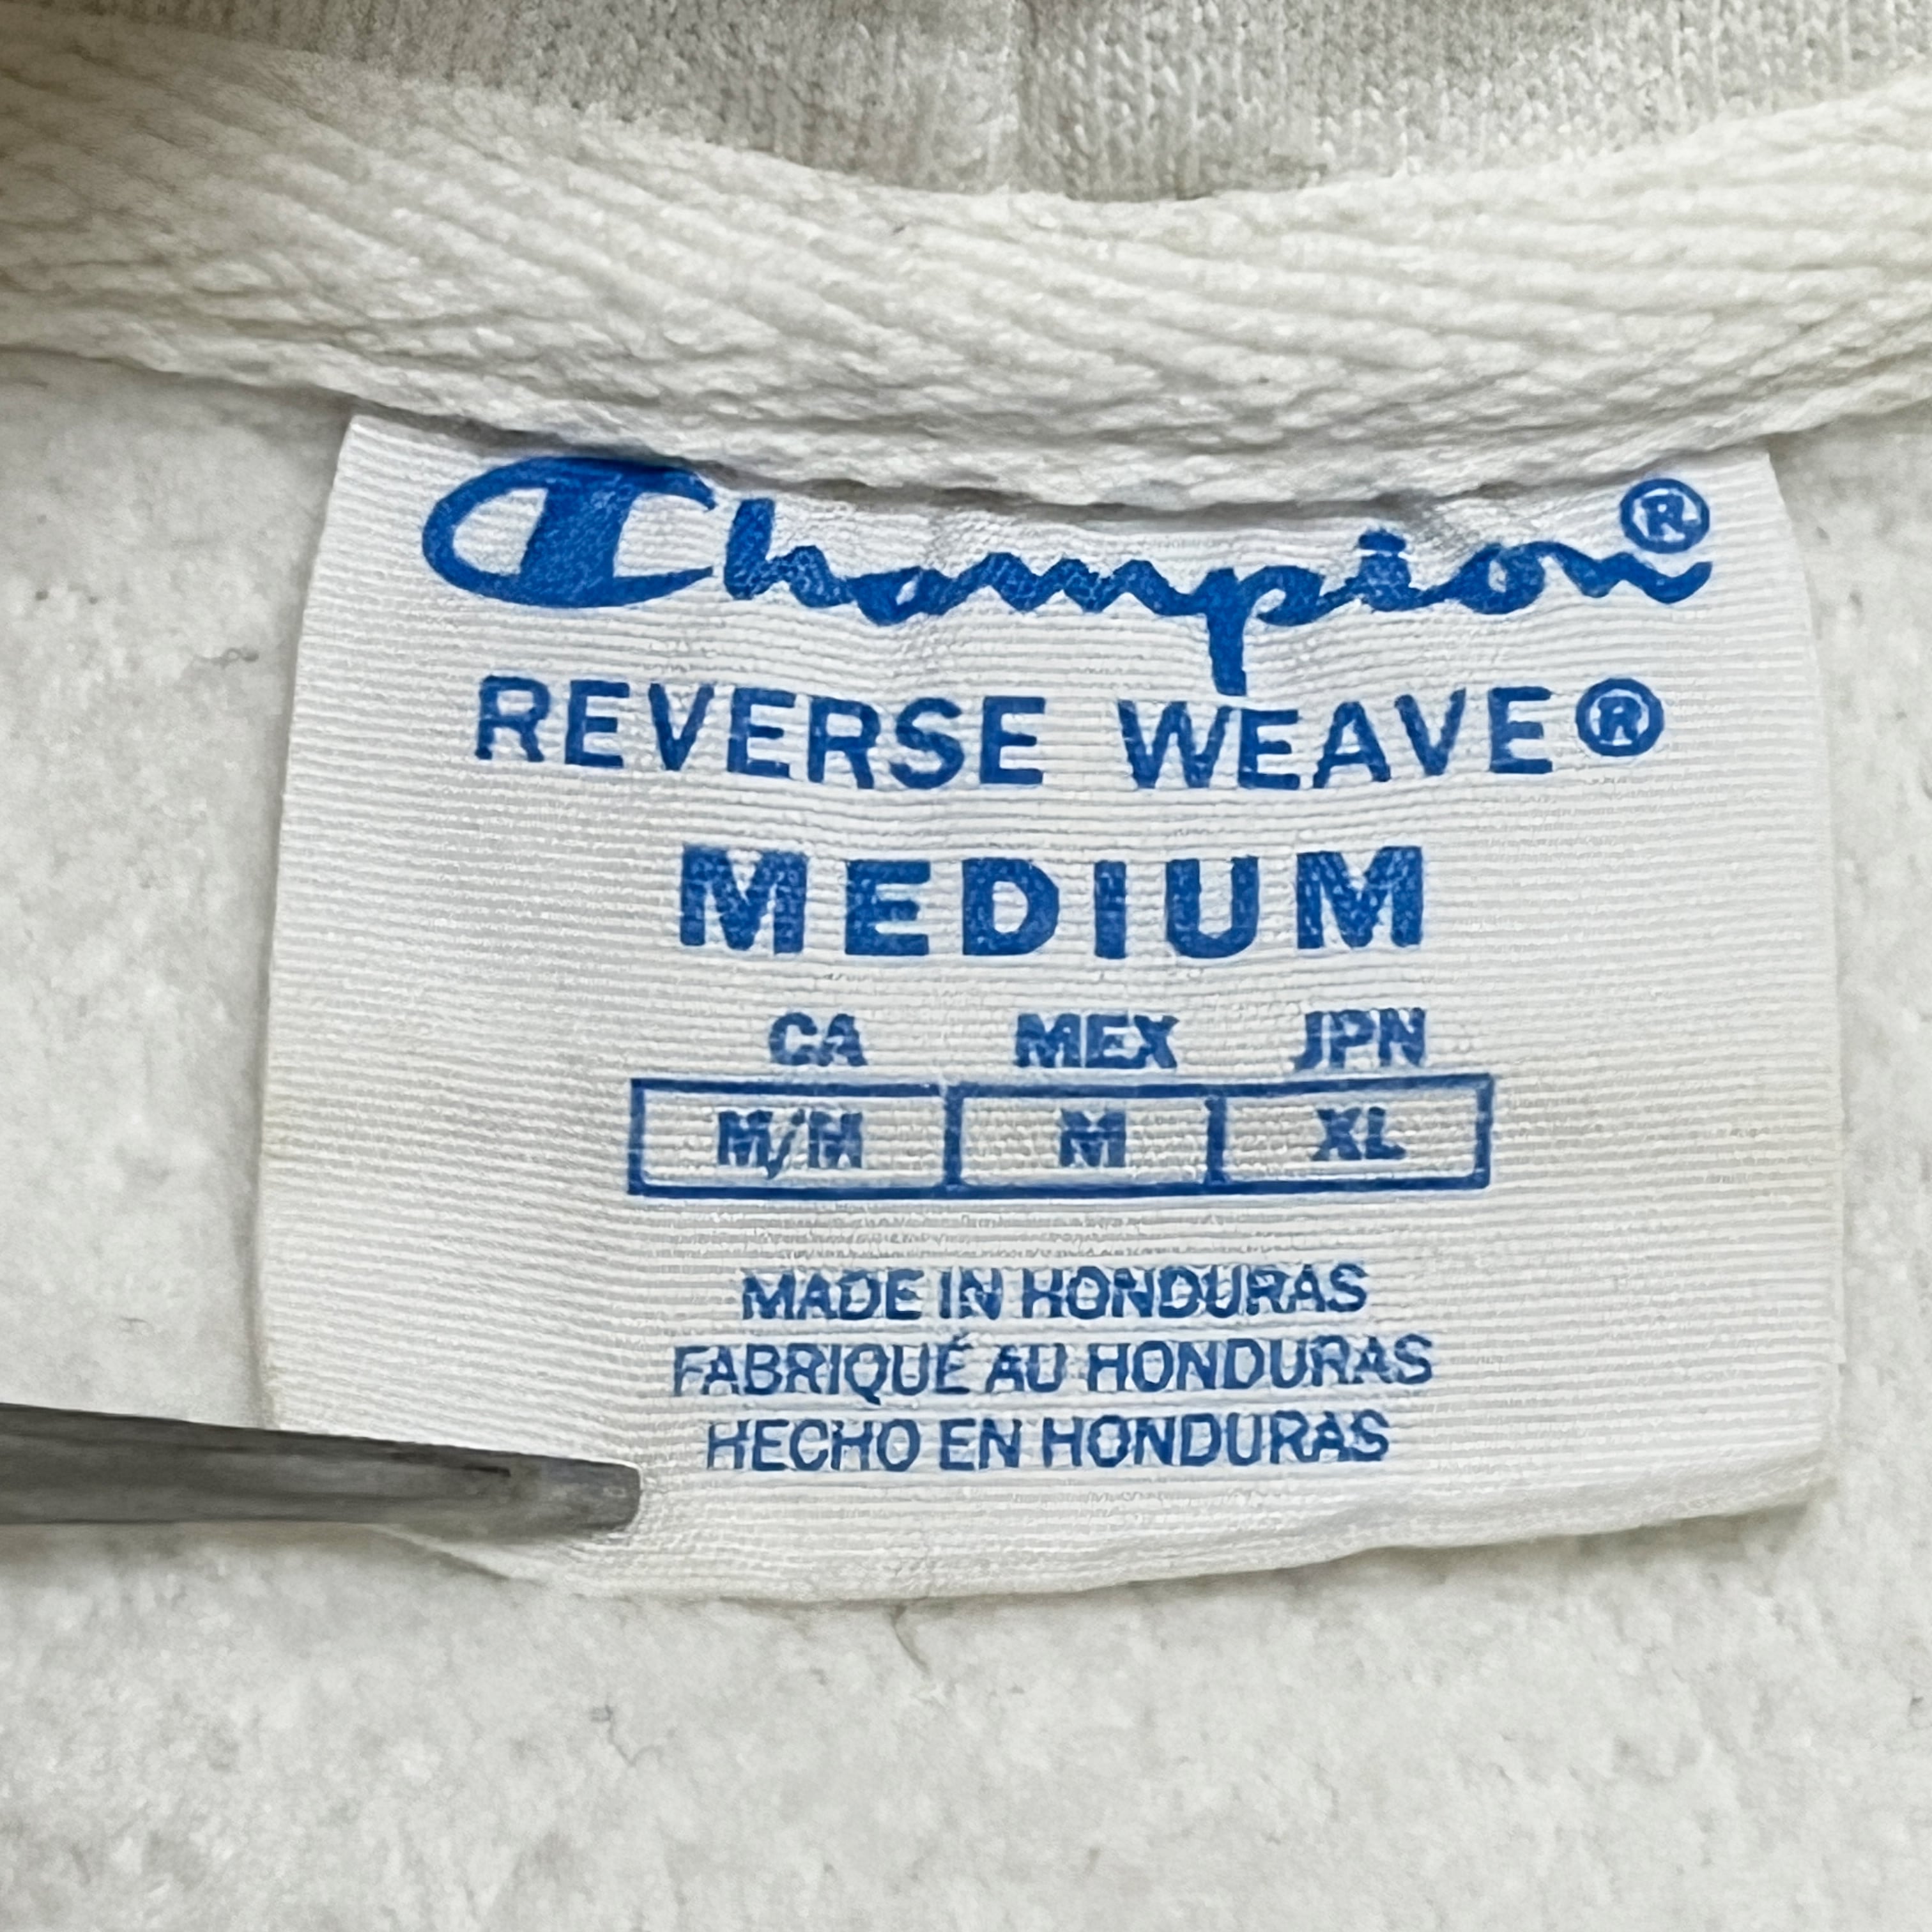 Champion®
REVERSE WEAVE®
MEDIUM
CA MEX JPN
M/M M XL
MADE IN HONDURAS
FABRIQUÉ AU HONDURAS
HECHO EN HONDURAS